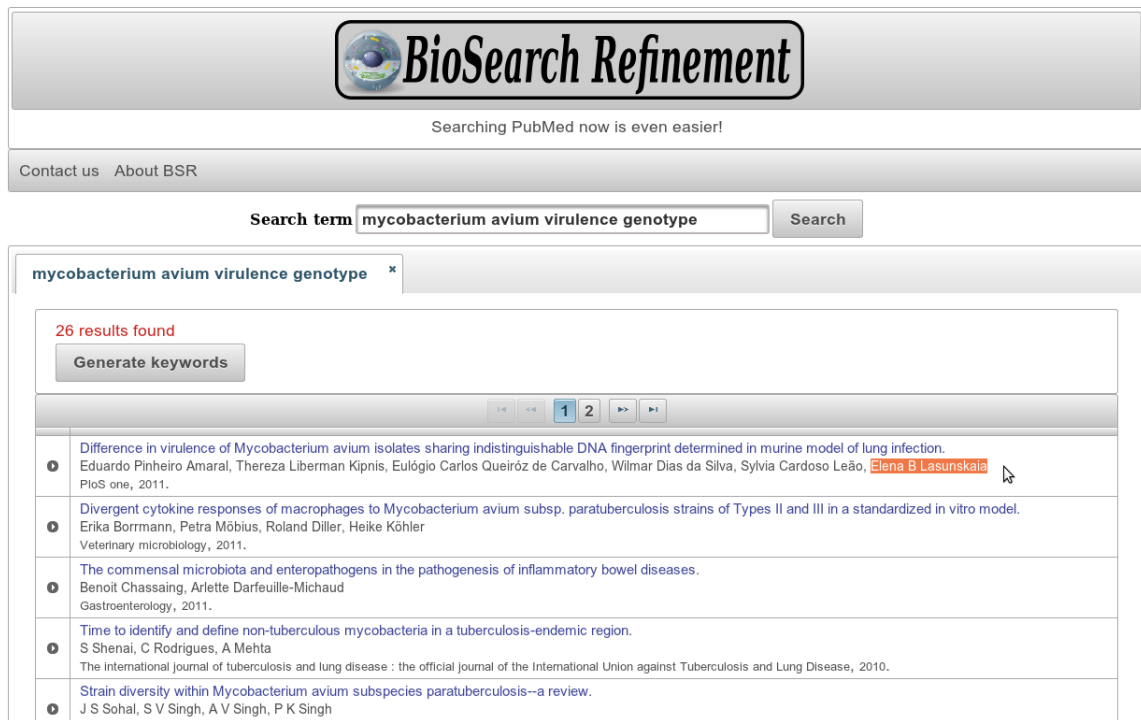 BioSearch Refinement
Searching PubMed now is even easier!
Contact us About BSR
Search term mycobacterium avium virulence genotype Search
mycobacterium avium virulence genotype
26 results found
Generate keywords
1 2
Difference in virulence of Mycobacterium avium isolates sharing indistinguishable DNA fingerprint determined in murine model of lung infection.
Eduardo Pinheiro Amaral, Thereza Liberman Kipnis, Eulógio Carlos Queiróz de Carvalho, Wilmar Dias da Silva, Sylvia Cardoso Leão, Elena B Lasunskaia
PloS one, 2011.
Divergent cytokine responses of macrophages to Mycobacterium avium subsp. paratuberculosis strains of Types II and III in a standardized in vitro model.
Erika Borrmann, Petra Möbius, Roland Diller, Heike Köhler
Veterinary microbiology, 2011.
The commensal microbiota and enteropathogens in the pathogenesis of inflammatory bowel diseases.
Benoit Chassaing, Arlette Darfeuille-Michaud
Gastroenterology, 2011.
Time to identify and define non-tuberculous mycobacteria in a tuberculosis-endemic region.
S Shenai, C Rodrigues, A Mehta
The international journal of tuberculosis and lung disease : the official journal of the International Union against Tuberculosis and Lung Disease, 2010.
Strain diversity within Mycobacterium avium subspecies paratuberculosis--a review.
J S Sohal, S V Singh, A V Singh, P K Singh